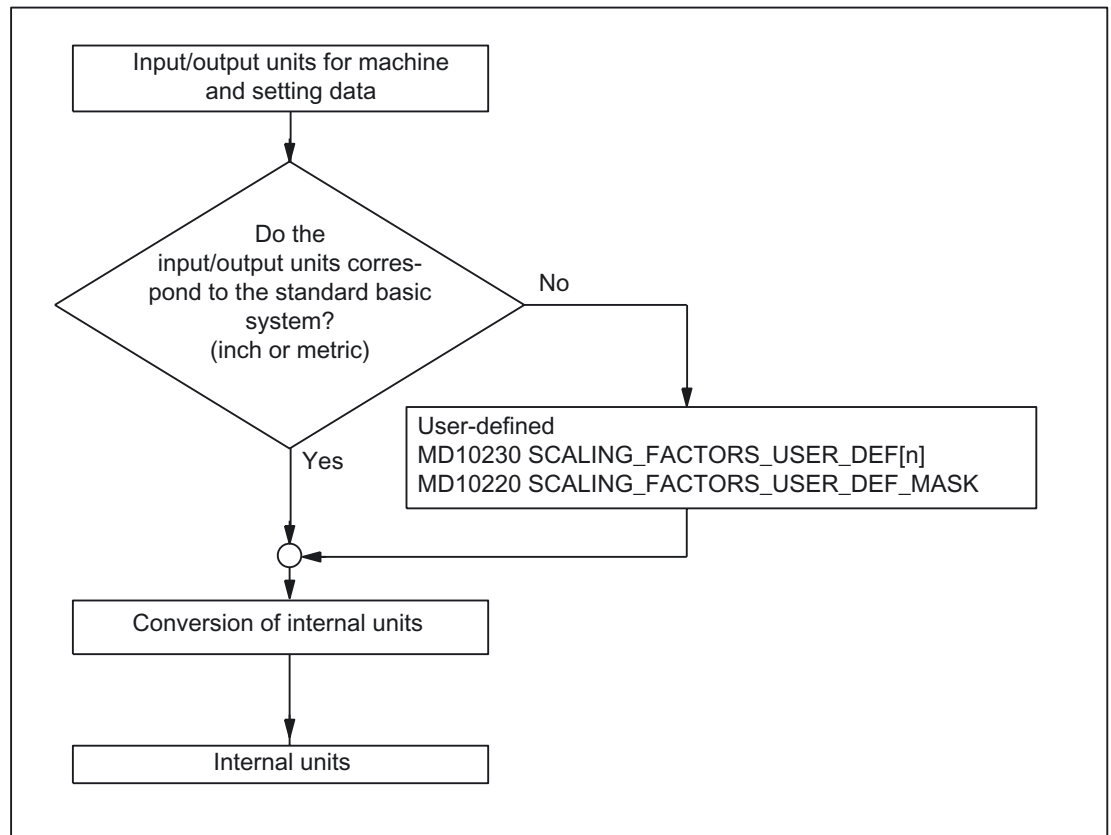 Input/output units for machine
and setting data
Do the
input/output units corres-
pond to the standard basic
system?
(inch or metric)
No
User-defined
MD10230 SCALING_FACTORS_USER_DEF[n]
MD10220 SCALING_FACTORS_USER_DEF_MASK
Yes
Conversion of internal units
Internal units